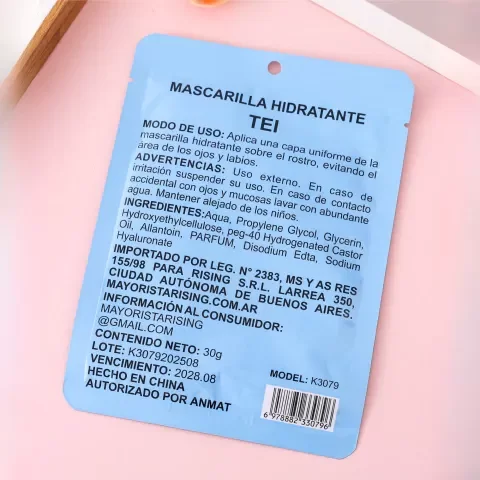 MASCARILLA HIDRATANTE
TEI
MODO DE USO: Aplica una capa uniforme de la
mascarilla hidratante sobre el rostro, evitando el
área de los ojos y labios.
ADVERTENCIAS: Uso externo. En caso de
irritación suspender su uso. En caso de contacto
accidental con ojos y mucosas lavar con abundante
agua. Mantener alejado de los niños.
INGREDIENTES:Aqua, Propylene Glycol, Glycerin,
Hydroxyethylcellulose, peg-40 Hydrogenated Castor
Oil, Allantoin, PARFUM, Disodium Edta, Sodium
Hyaluronate
IMPORTADO POR LEG. N° 2383, MS Y AS RES
155/98 PARA RISING S.R.L. LARREA 350,
CIUDAD AUTÓNOMA DE BUENOS AIRES.
MAYORISTARISING.COM.AR
INFORMACIÓN AL CONSUMIDOR:
MAYORISTARISING
@GMAIL.COM
CONTENIDO NETO: 30g
LOTE: K3079202508
VENCIMIENTO: 2028.08
HECHO EN CHINA
AUTORIZADO POR ANMAT
MODEL: K3079
6 978882 330796